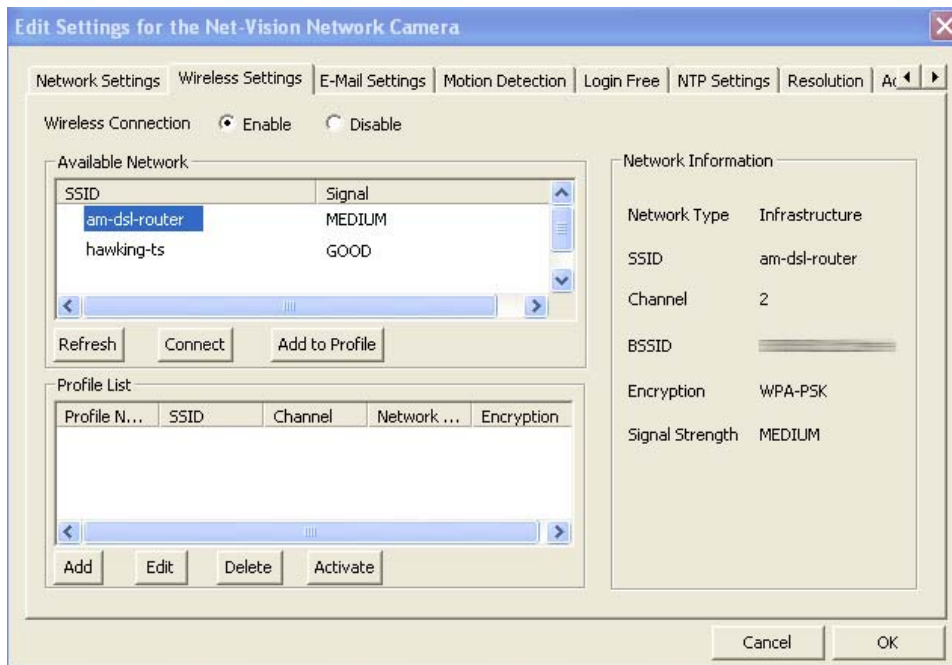 Edit Settings for the Net-Vision Network Camera
Network Settings Wireless Settings E-Mail Settings Motion Detection Login Free NTP Settings Resolution
Wireless Connection Enable Disable
Available Network
SSID Signal
am-dsl-router MEDIUM
hawking-ts GOOD
Refresh Connect Add to Profile
Profile List
Profile N... SSID Channel Network ... Encryption
Add Edit Delete Activate
Network Information
Network Type Infrastructure
SSID am-dsl-router
Channel 2
BSSID
Encryption WPA-PSK
Signal Strength MEDIUM
Cancel OK